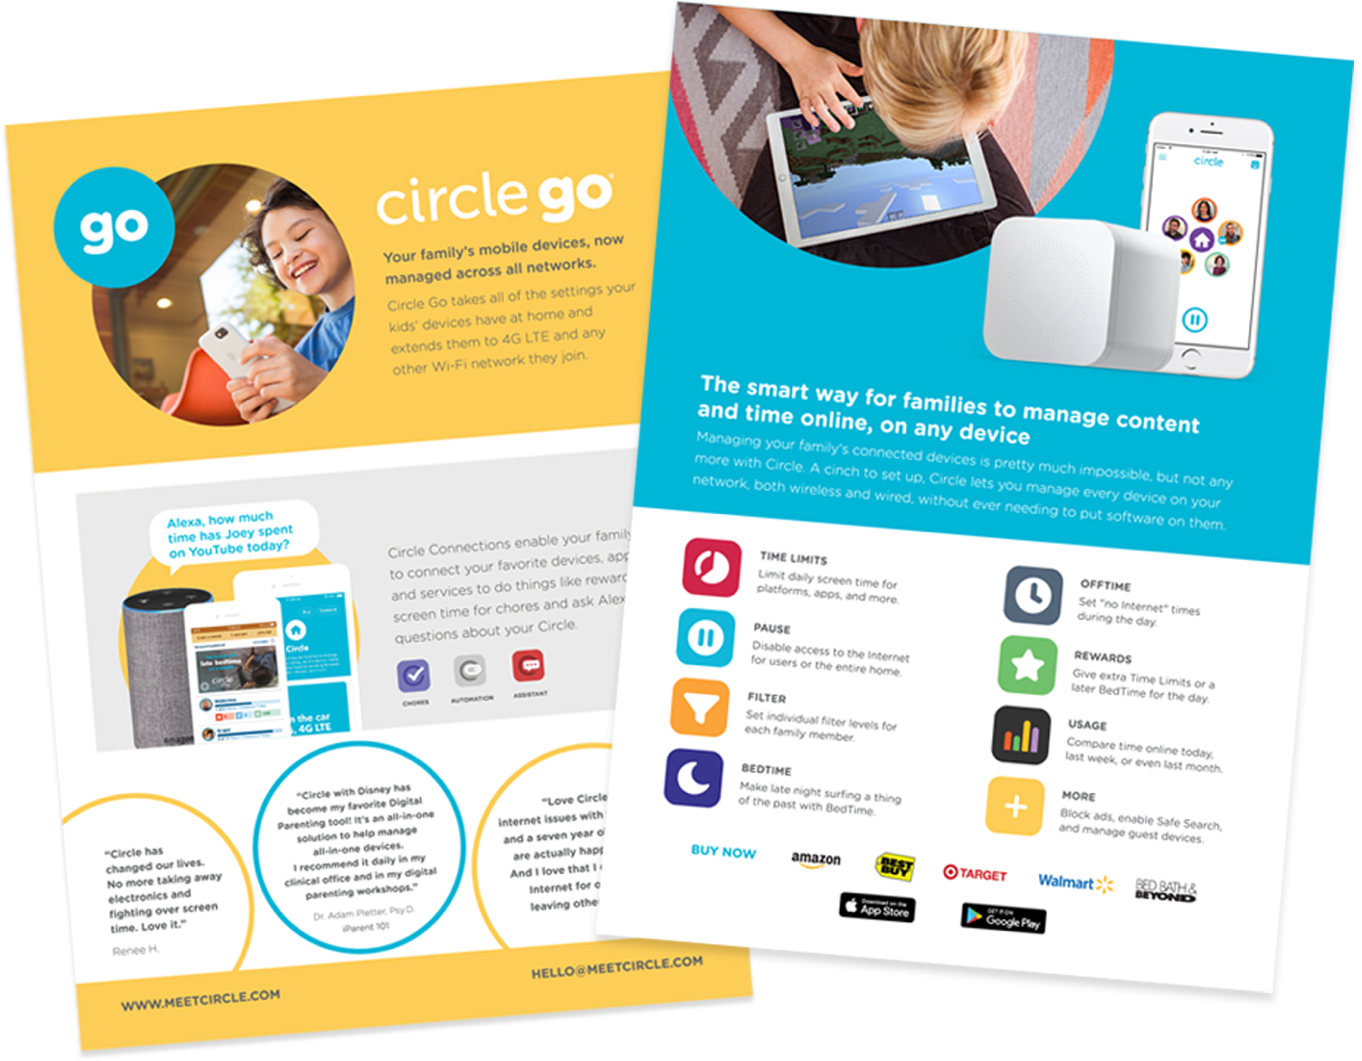 go
circle go
Your family's mobile devices, now
managed across all networks.
Circle Go takes all of the settings your
kids' devices have at home and
extends them to 4G LTE and any
other Wi-Fi network they join.
Alexa, how much
time has Joey spent
on YouTube today?
Circle
n the car
4G LTE
Circle Connections enable your family
to connect your favorite devices, app
and services to do things like reward
screen time for chores and ask Alex
questions about your Circle.
CHORES
AUTOMATION
ASSISTANT
"Circle has
changed our lives.
No more taking away
electronics and
fighting over screen
time. Love it."
Renee H.
"Circle with Disney has
become my favorite Digital
Parenting tool! It's an all-in-one
solution to help manage
all-in-one devices.
I recommend it daily in my
clinical office and in my digital
parenting workshops."
Dr. Adam Pletter, Psy.D.
iParent 101
"Love Circle
internet issues with
and a seven year o
are actually happ
And I love that I
Internet for o
leaving othe
WWW.MEETCIRCLE.COM
HELLO@MEETCIRCLE.COM
circle
The smart way for families to manage content
and time online, on any device
Managing your family's connected devices is pretty much impossible, but not any
more with Circle. A cinch to set up, Circle lets you manage every device on your
network, both wireless and wired, without ever needing to put software on them.
TIME LIMITS
Limit daily screen time for
platforms, apps, and more.
PAUSE
Disable access to the Internet
for users or the entire home.
FILTER
Set individual filter levels for
each family member.
BEDTIME
Make late night surfing a thing
of the past with BedTime.
OFFTIME
Set "no Internet" times
during the day.
REWARDS
Give extra Time Limits or a
later BedTime for the day.
USAGE
Compare time online today,
last week, or even last month.
MORE
Block ads, enable Safe Search,
and manage guest devices.
BUY NOW
amazon
BEST
BUY
TARGET
Walmart
BED BATH &
BEYOND
Download on the
App Store
GET IT ON
Google Play